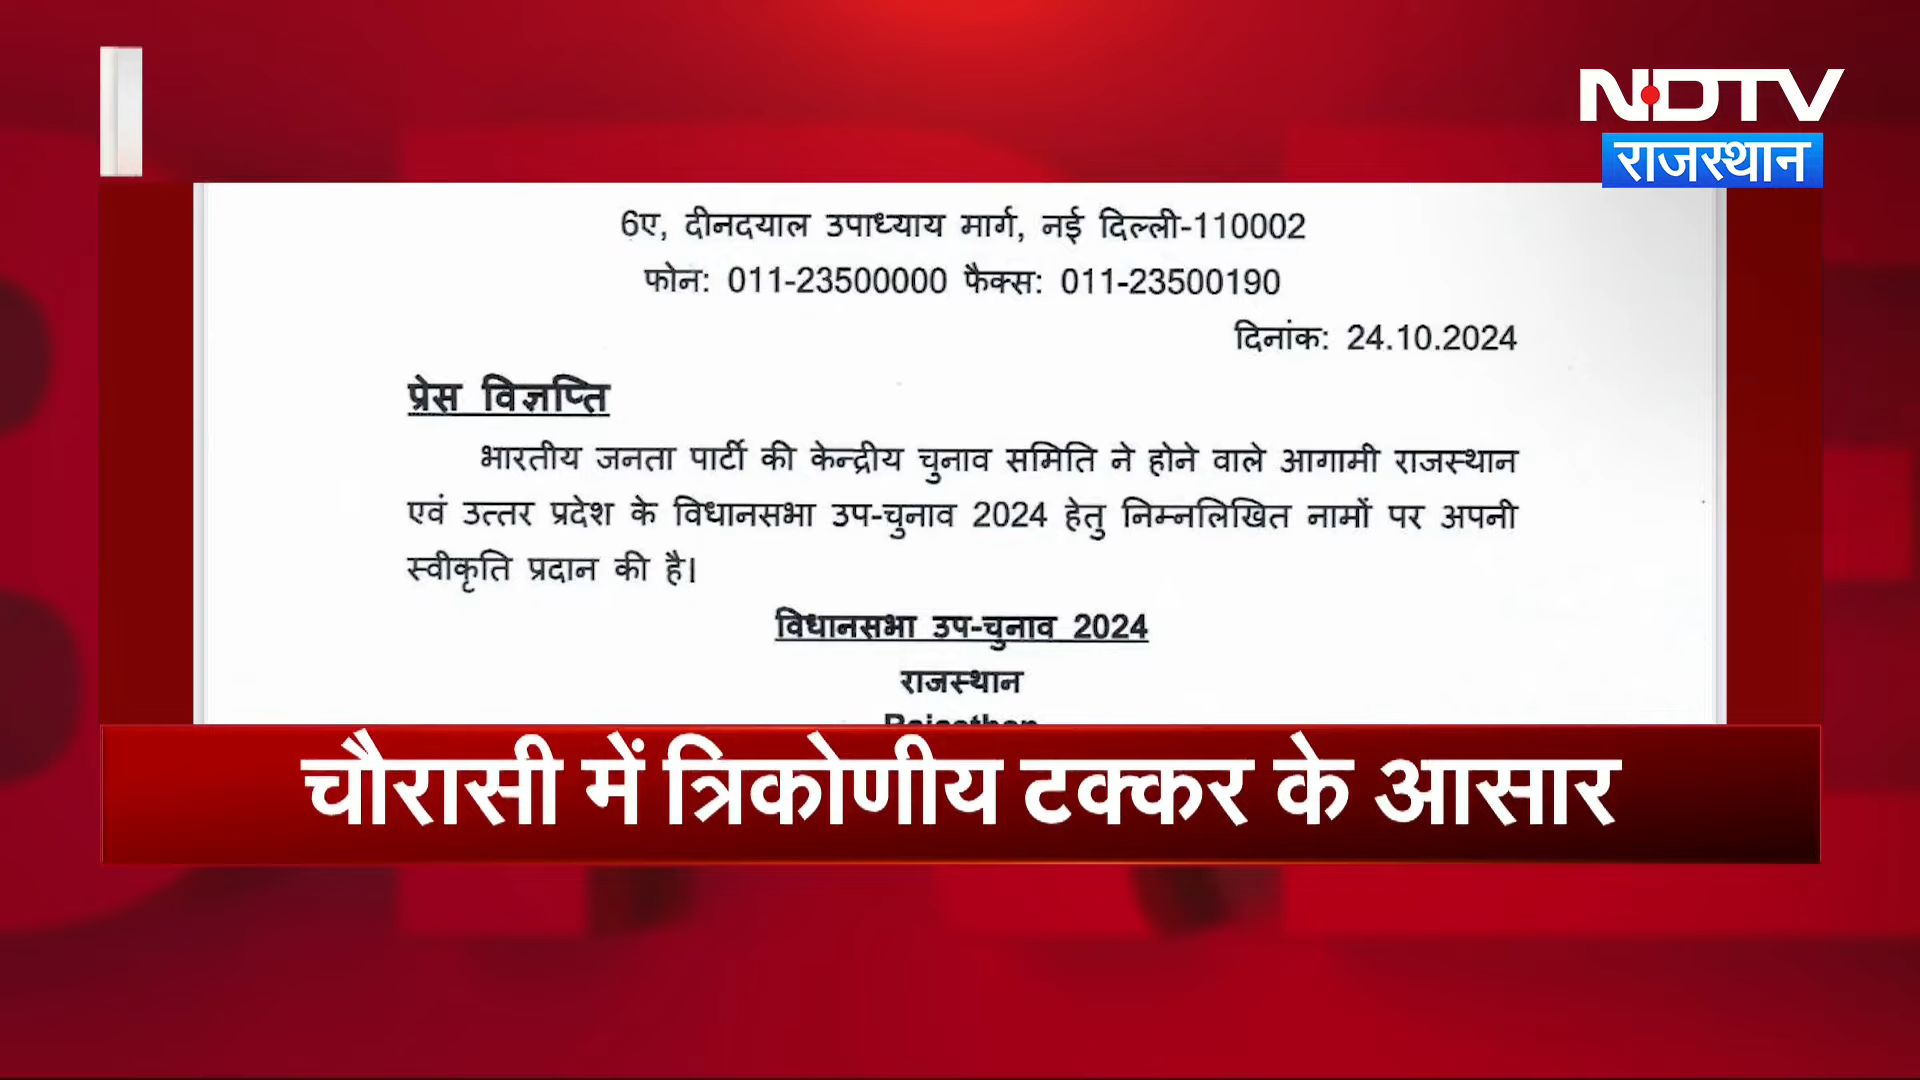 NDTV
राजस्थान
6ए, दीनदयाल उपाध्याय मार्ग, नई दिल्ली-110002
फोन: 011-23500000 फैक्स: 011-23500190
दिनांक: 24.10.2024
प्रेस विज्ञप्ति
भारतीय जनता पार्टी की केन्द्रीय चुनाव समिति ने होने वाले आगामी राजस्थान
एवं उत्तर प्रदेश के विधानसभा उप-चुनाव 2024 हेतु निम्नलिखित नामों पर अपनी
स्वीकृति प्रदान की है।
विधानसभा उप-चुनाव 2024
राजस्थान
चौरासी में त्रिकोणीय टक्कर के आसार